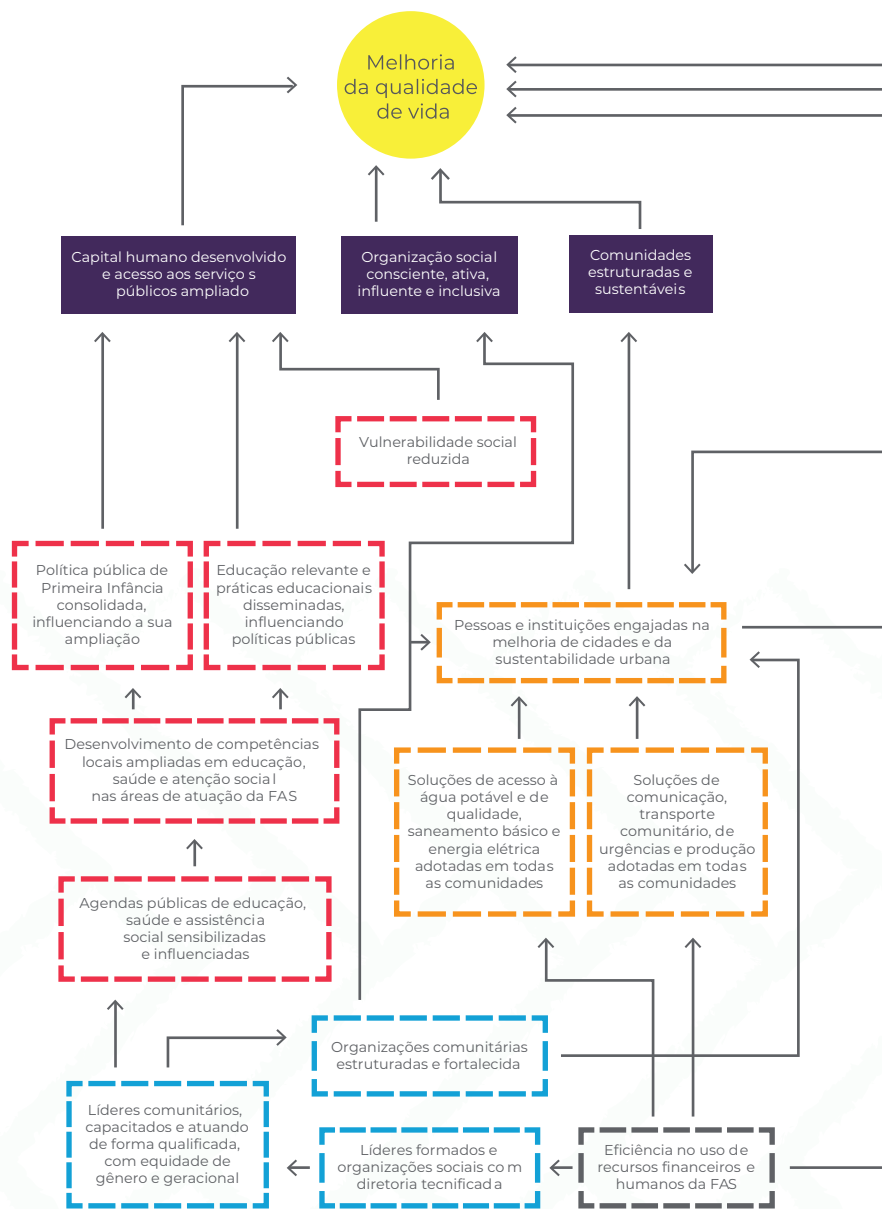 Melhoria
da qualidade
de vida
Capital humano desenvolvido
e acesso aos serviço s
públicos ampliado
Organização social
consciente, ativa,
influente e inclusiva
Comunidades
estruturadas e
sustentáveis
Vulnerabilidade social
reduzida
Política pública de
Primeira Infância
consolidada,
influenciando a sua
ampliação
Educação relevante e
práticas educacionais
disseminadas,
influenciando
políticas públicas
Pessoas e instituições engajadas na
melhoria de cidades e da
sustentabilidade urbana
Desenvolvimento de competências
locais ampliadas em educação,
saúde e atenção social
nas áreas de atuação da FAS
Soluções de acesso à
água potável e de
qualidade,
saneamento básico e
energia elétrica
adotadas em todas
as comunidades
Soluções de
comunicação,
transporte
comunitário, de
urgências e produção
adotadas em todas
as comunidades
Agendas públicas de educação,
saúde e assistência
social sensibilizadas
e influenciadas
Organizações comunitárias
estruturadas e fortalecida
Líderes comunitários,
capacitados e atuando
de forma qualificada,
com equidade de
gênero e geracional
Líderes formados e
organizações sociais co m
diretoria tecnificada
Eficiência no uso de
recursos financeiros e
humanos da FAS